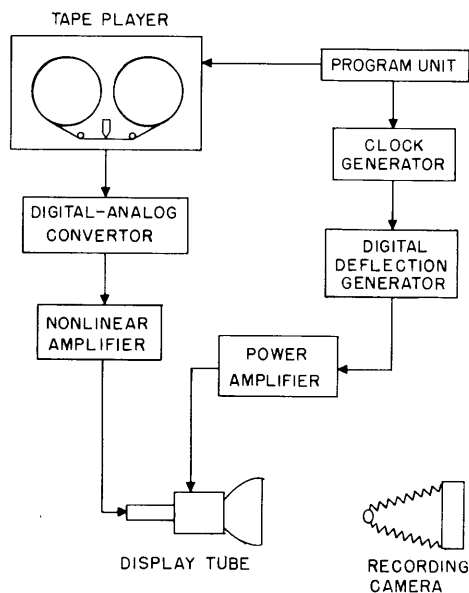 TAPE PLAYER
PROGRAM UNIT
CLOCK
GENERATOR
DIGITAL-ANALOG
CONVERTOR
DIGITAL
DEFLECTION
GENERATOR
NONLINEAR
AMPLIFIER
POWER
AMPLIFIER
DISPLAY TUBE
RECORDING
CAMERA